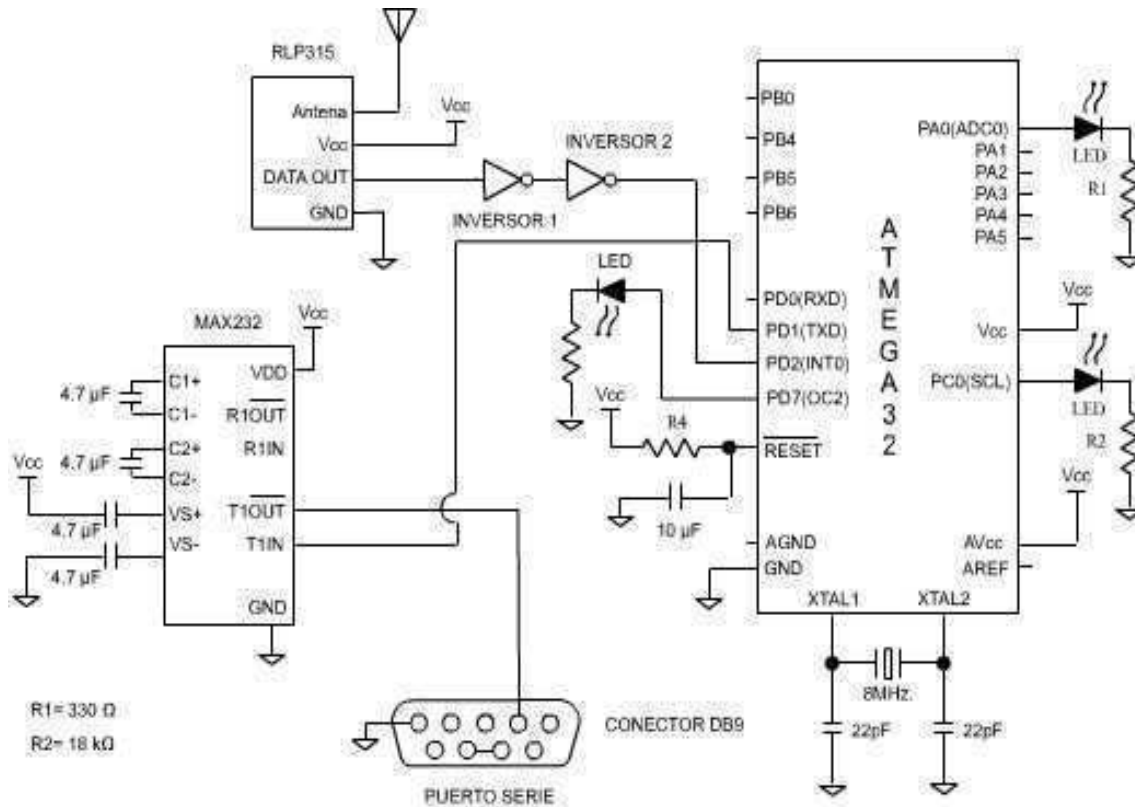 RLP315
Antena
Vcc
DATA OUT
GND
Vcc
INVERSOR 1
INVERSOR 2
MAX232
Vcc
VDD
C1+
C1-
C2+
C2-
VS+
VS-
R1OUT
R1IN
T1OUT
T1IN
GND
4.7 µF
4.7 µF
Vcc
4.7 µF
4.7 µF
LED
Vcc
R4
10 µF
ATMEGA32
PB0
PB4
PB5
PB6
PD0(RXD)
PD1(TXD)
PD2(INT0)
PD7(OC2)
RESET
AGND
GND
XTAL1
XTAL2
PA0(ADC0)
PA1
PA2
PA3
PA4
PA5
Vcc
PC0(SCL)
AVcc
AREF
LED
R1
Vcc
LED
R2
Vcc
8MHz.
22pF
22pF
R1= 330 Ω
R2= 18 kΩ
CONECTOR DB9
PUERTO SERIE